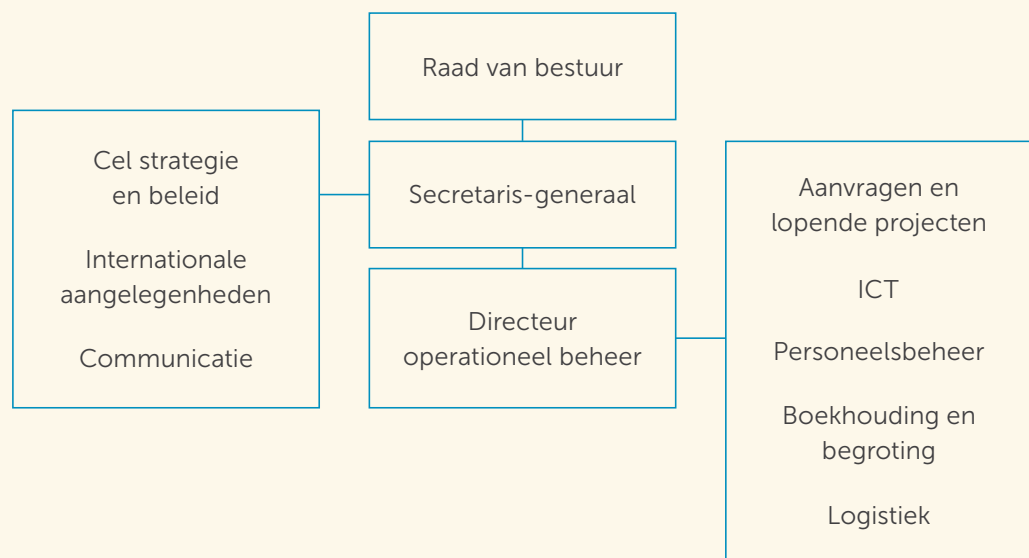 Raad van bestuur
Cel strategie
en beleid
Internationale
aangelegenheden
Communicatie
Secretaris-generaal
Directeur
operationeel beheer
Aanvragen en
lopende projecten
ICT
Personeelsbeheer
Boekhouding en
begroting
Logistiek